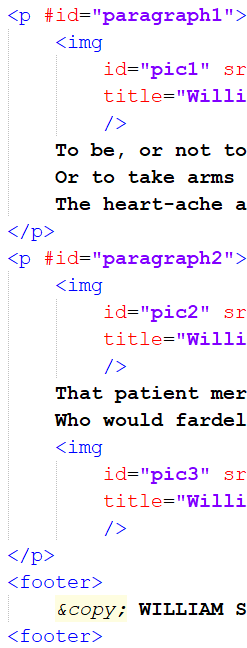 <p #id="paragraph1">
<img
id="pic1" sr
title="Willi
/>
To be, or not to
Or to take arms
The heart-ache a
</p>
<p #id="paragraph2">
<img
id="pic2" sr
title="Willi
/>
That patient mer
Who would fardel
<img
id="pic3" sr
title="Willi
/>
</p>
<footer>
&copy; WILLIAM S
<footer>